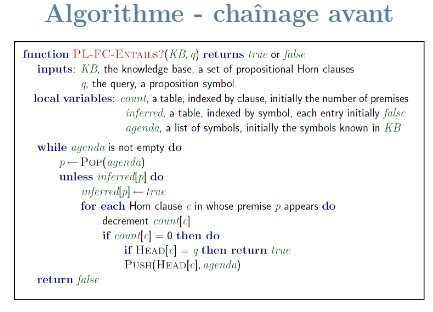 Algorithme - chaînage avant
function PL-FC-ENTAILS?(KB, q) returns true or false
inputs: KB, the knowledge base, a set of propositional Horn clauses
q, the query, a proposition symbol
local variables: count, a table, indexed by clause, initially the number of premises
inferred, a table, indexed by symbol, each entry initially false
agenda, a list of symbols, initially the symbols known in KB
while agenda is not empty do
p ← POP(agenda)
unless inferred[p] do
inferred[p] ← true
for each Horn clause c in whose premise p appears do
decrement count[c]
if count[c] = 0 then do
if HEAD[c] = q then return true
PUSH(HEAD[c], agenda)
return false